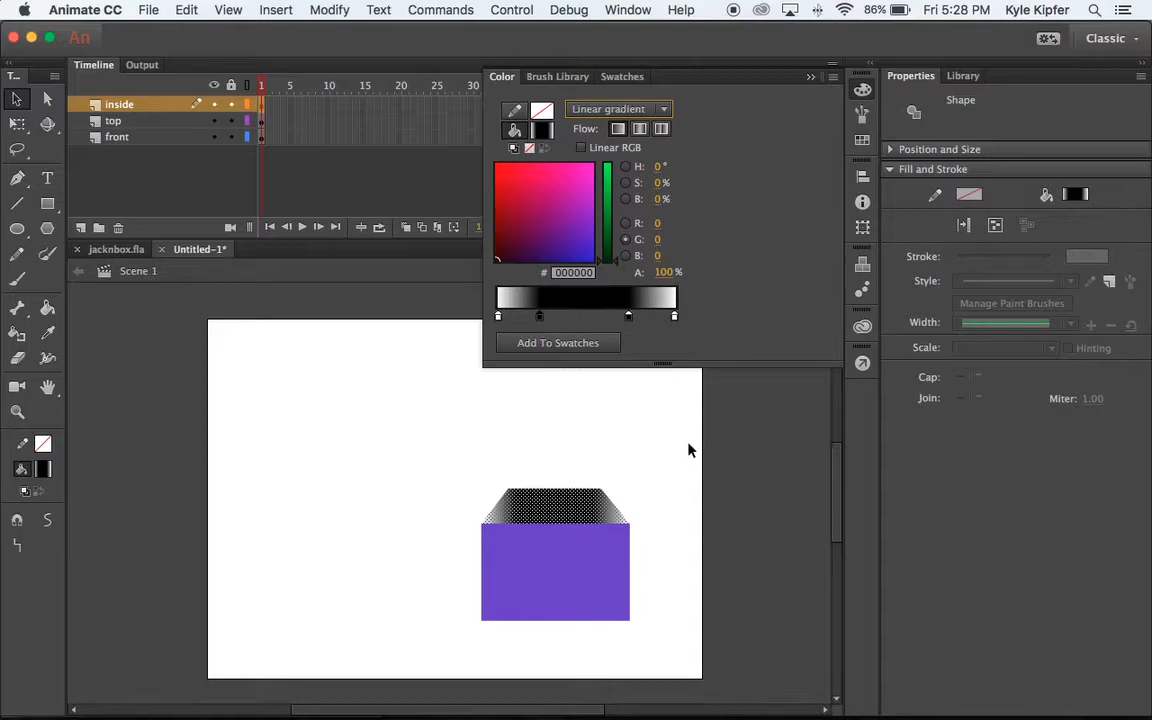 Animate CC File Edit View Insert Modify Text Commands Control Debug Window Help 86% Fri 5:28 PM Kyle Kipfer
An Classic
T... Timeline Output
1 5 10 15 20 25 30
inside
top
front
1
jacknbox.fla Untitled-1*
Scene 1
Color Brush Library Swatches
Linear gradient
Flow:
Linear RGB
H: 0 °
S: 0 %
B: 0 %
R: 0
G: 0
B: 0
# 000000 A: 100 %
Add To Swatches
Properties Library
Shape
Position and Size
Fill and Stroke
Stroke:
Style:
Manage Paint Brushes
Width:
Scale: Hinting
Cap:
Join: Miter: 1.00